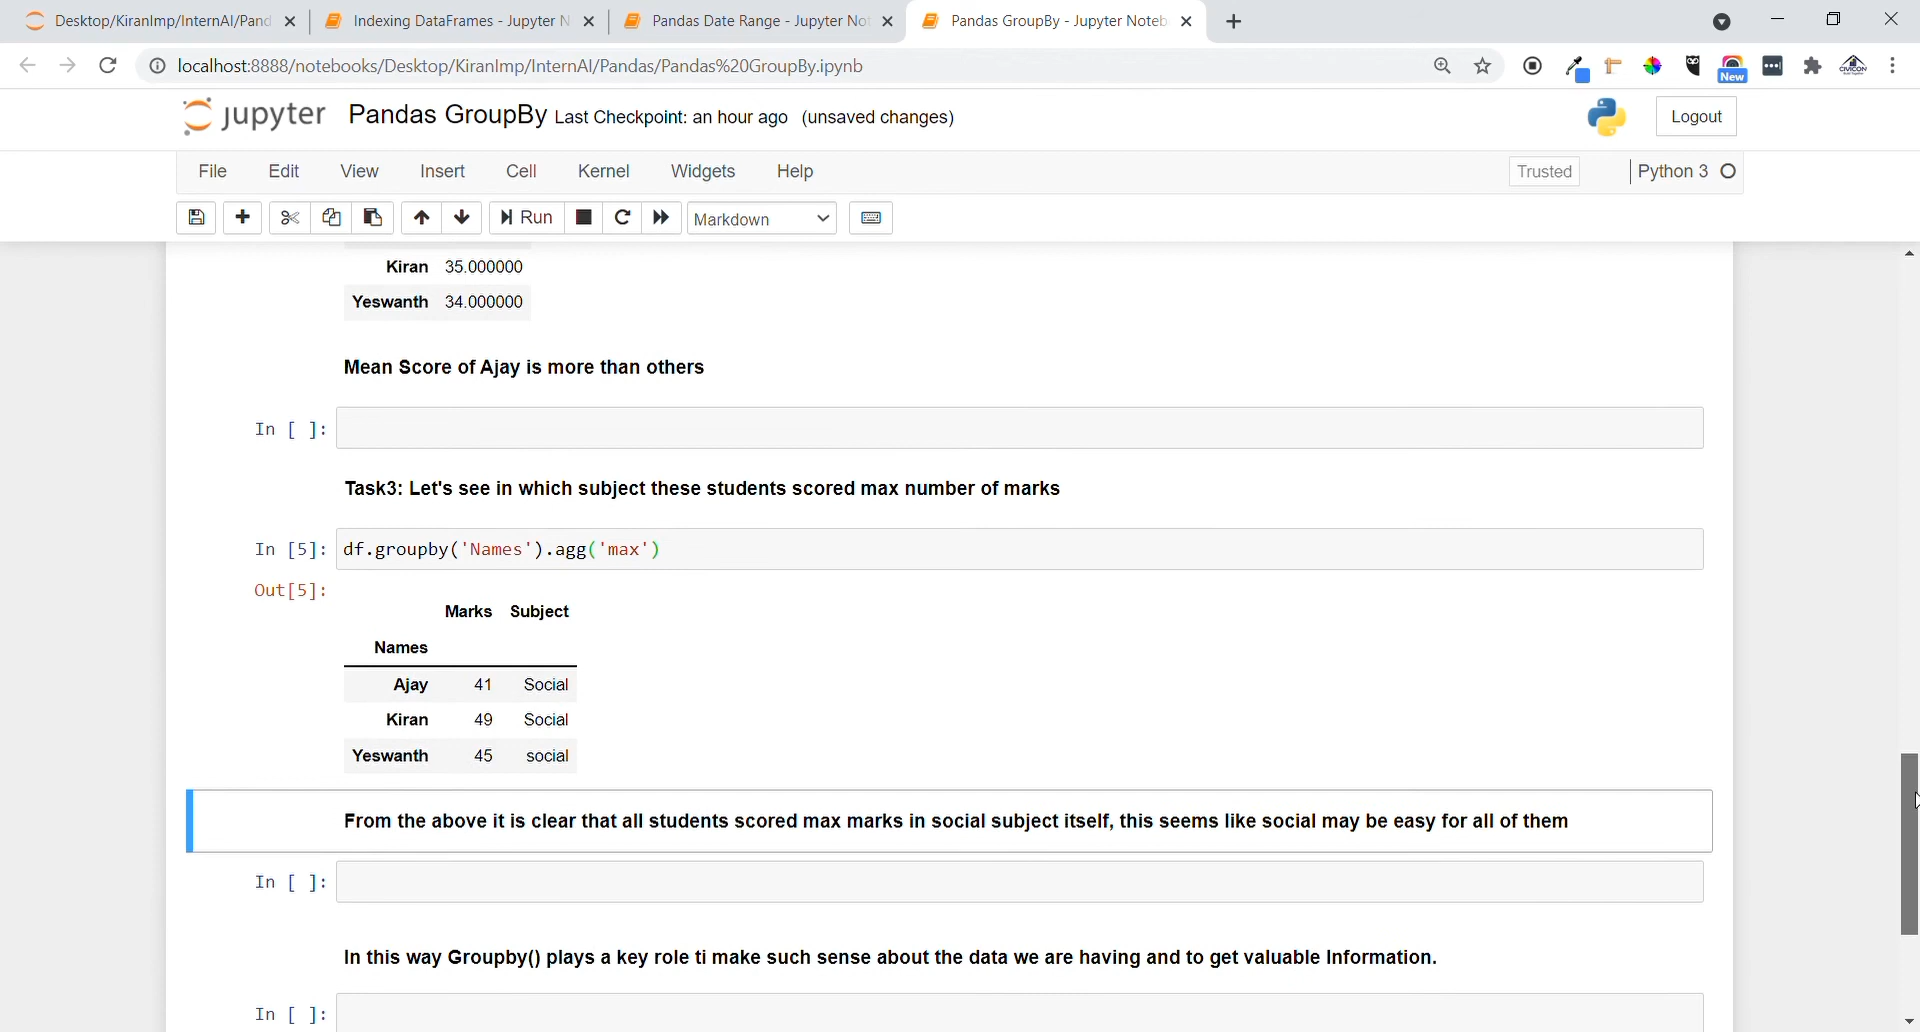 Desktop/KiranImp/InternAI/Pand
Indexing DataFrames - Jupyter N
Pandas Date Range - Jupyter No
Pandas GroupBy - Jupyter Noteb
localhost:8888/notebooks/Desktop/KiranImp/InternAI/Pandas/Pandas%20GroupBy.ipynb
New
CIVICON
jupyter Pandas GroupBy Last Checkpoint: an hour ago (unsaved changes)
Logout
File Edit View Insert Cell Kernel Widgets Help
Trusted
Python 3
Run
Markdown
Kiran 35.000000
Yeswanth 34.000000
Mean Score of Ajay is more than others
In [ ]:
Task3: Let's see in which subject these students scored max number of marks
In [5]: df.groupby('Names').agg('max')
Out[5]:
Marks Subject
Names
Ajay 41 Social
Kiran 49 Social
Yeswanth 45 social
From the above it is clear that all students scored max marks in social subject itself, this seems like social may be easy for all of them
In [ ]:
In this way Groupby() plays a key role ti make such sense about the data we are having and to get valuable Information.
In [ ]: